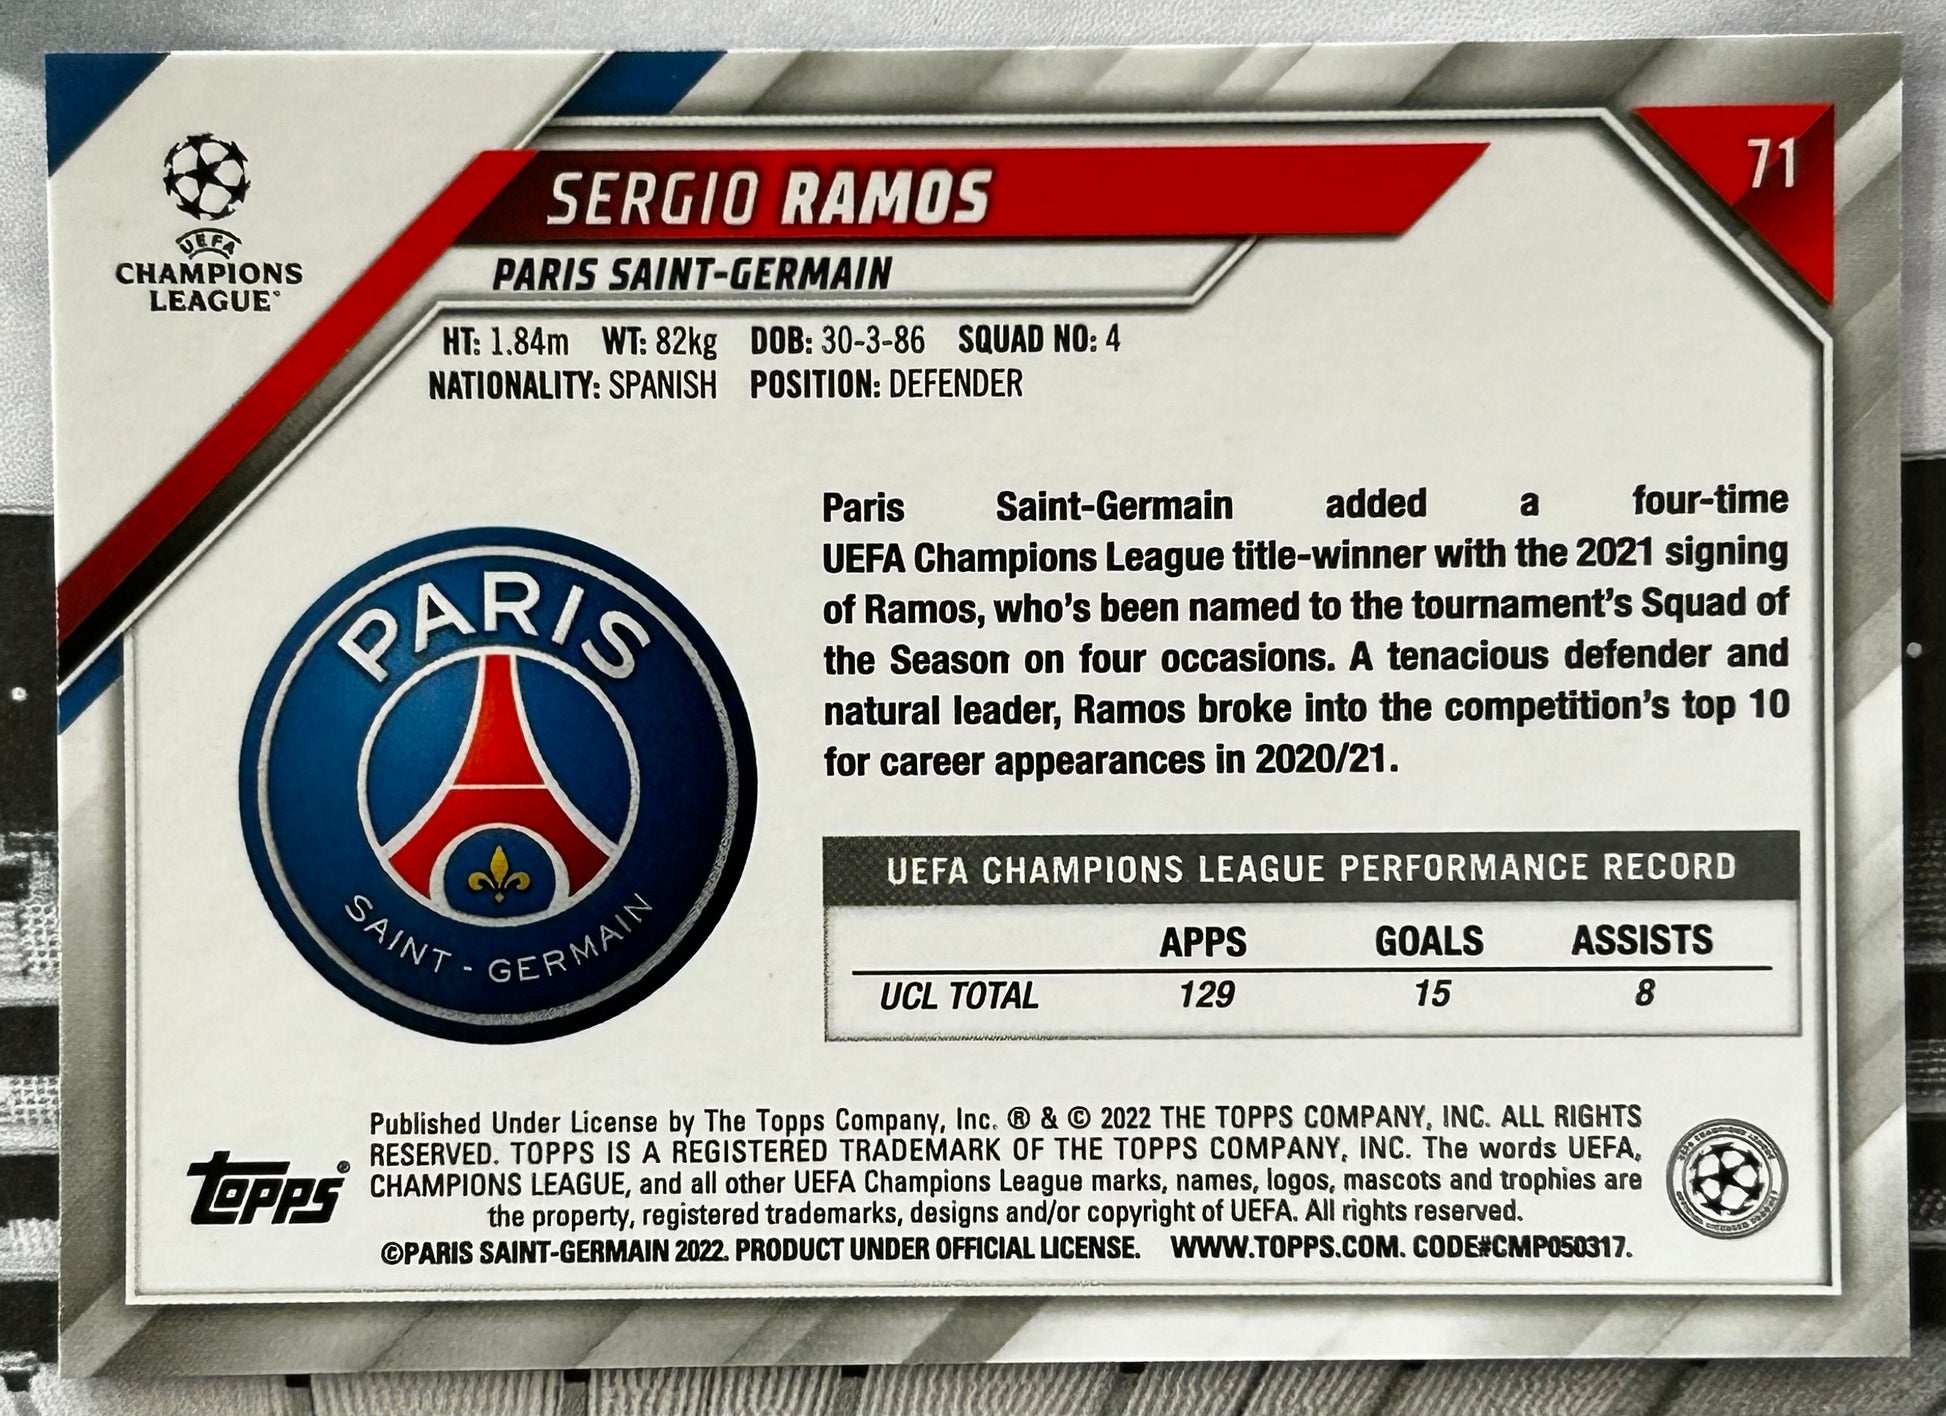 71
SERGIO RAMOS
UEFA
CHAMPIONS
LEAGUE
PARIS SAINT-GERMAIN
HT: 1.84m WT: 82kg DOB: 30-3-86 SQUAD NO: 4
NATIONALITY: SPANISH POSITION: DEFENDER
PARIS
SAINT - GERMAIN
Paris Saint-Germain added a four-time
UEFA Champions League title-winner with the 2021 signing
of Ramos, who's been named to the tournament's Squad of
the Season on four occasions. A tenacious defender and
natural leader, Ramos broke into the competition's top 10
for career appearances in 2020/21.
UEFA CHAMPIONS LEAGUE PERFORMANCE RECORD
APPS GOALS ASSISTS
UCL TOTAL 129 15 8
topps®
Published Under License by The Topps Company, Inc. ® & © 2022 THE TOPPS COMPANY, INC. ALL RIGHTS
RESERVED. TOPPS IS A REGISTERED TRADEMARK OF THE TOPPS COMPANY, INC. The words UEFA,
CHAMPIONS LEAGUE, and all other UEFA Champions League marks, names, logos, mascots and trophies are
the property, registered trademarks, designs and/or copyright of UEFA. All rights reserved.
©PARIS SAINT-GERMAIN 2022. PRODUCT UNDER OFFICIAL LICENSE. WWW.TOPPS.COM. CODE#CMP050317.